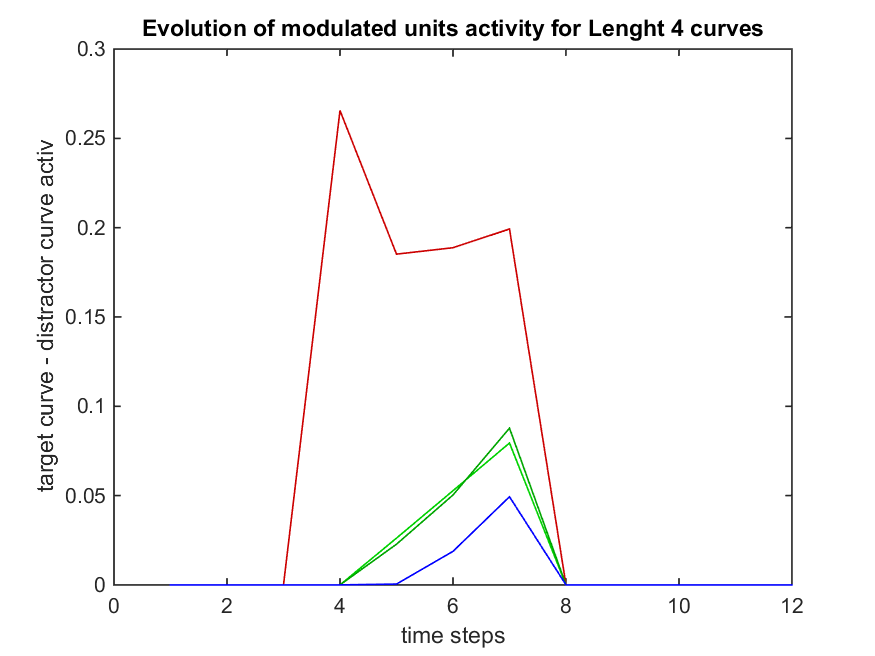 Evolution of modulated units activity for Lenght 4 curves
0.3
0.25
0.2
0.15
0.1
0.05
0
target curve - distractor curve activ
0 2 4 6 8 10 12
time steps